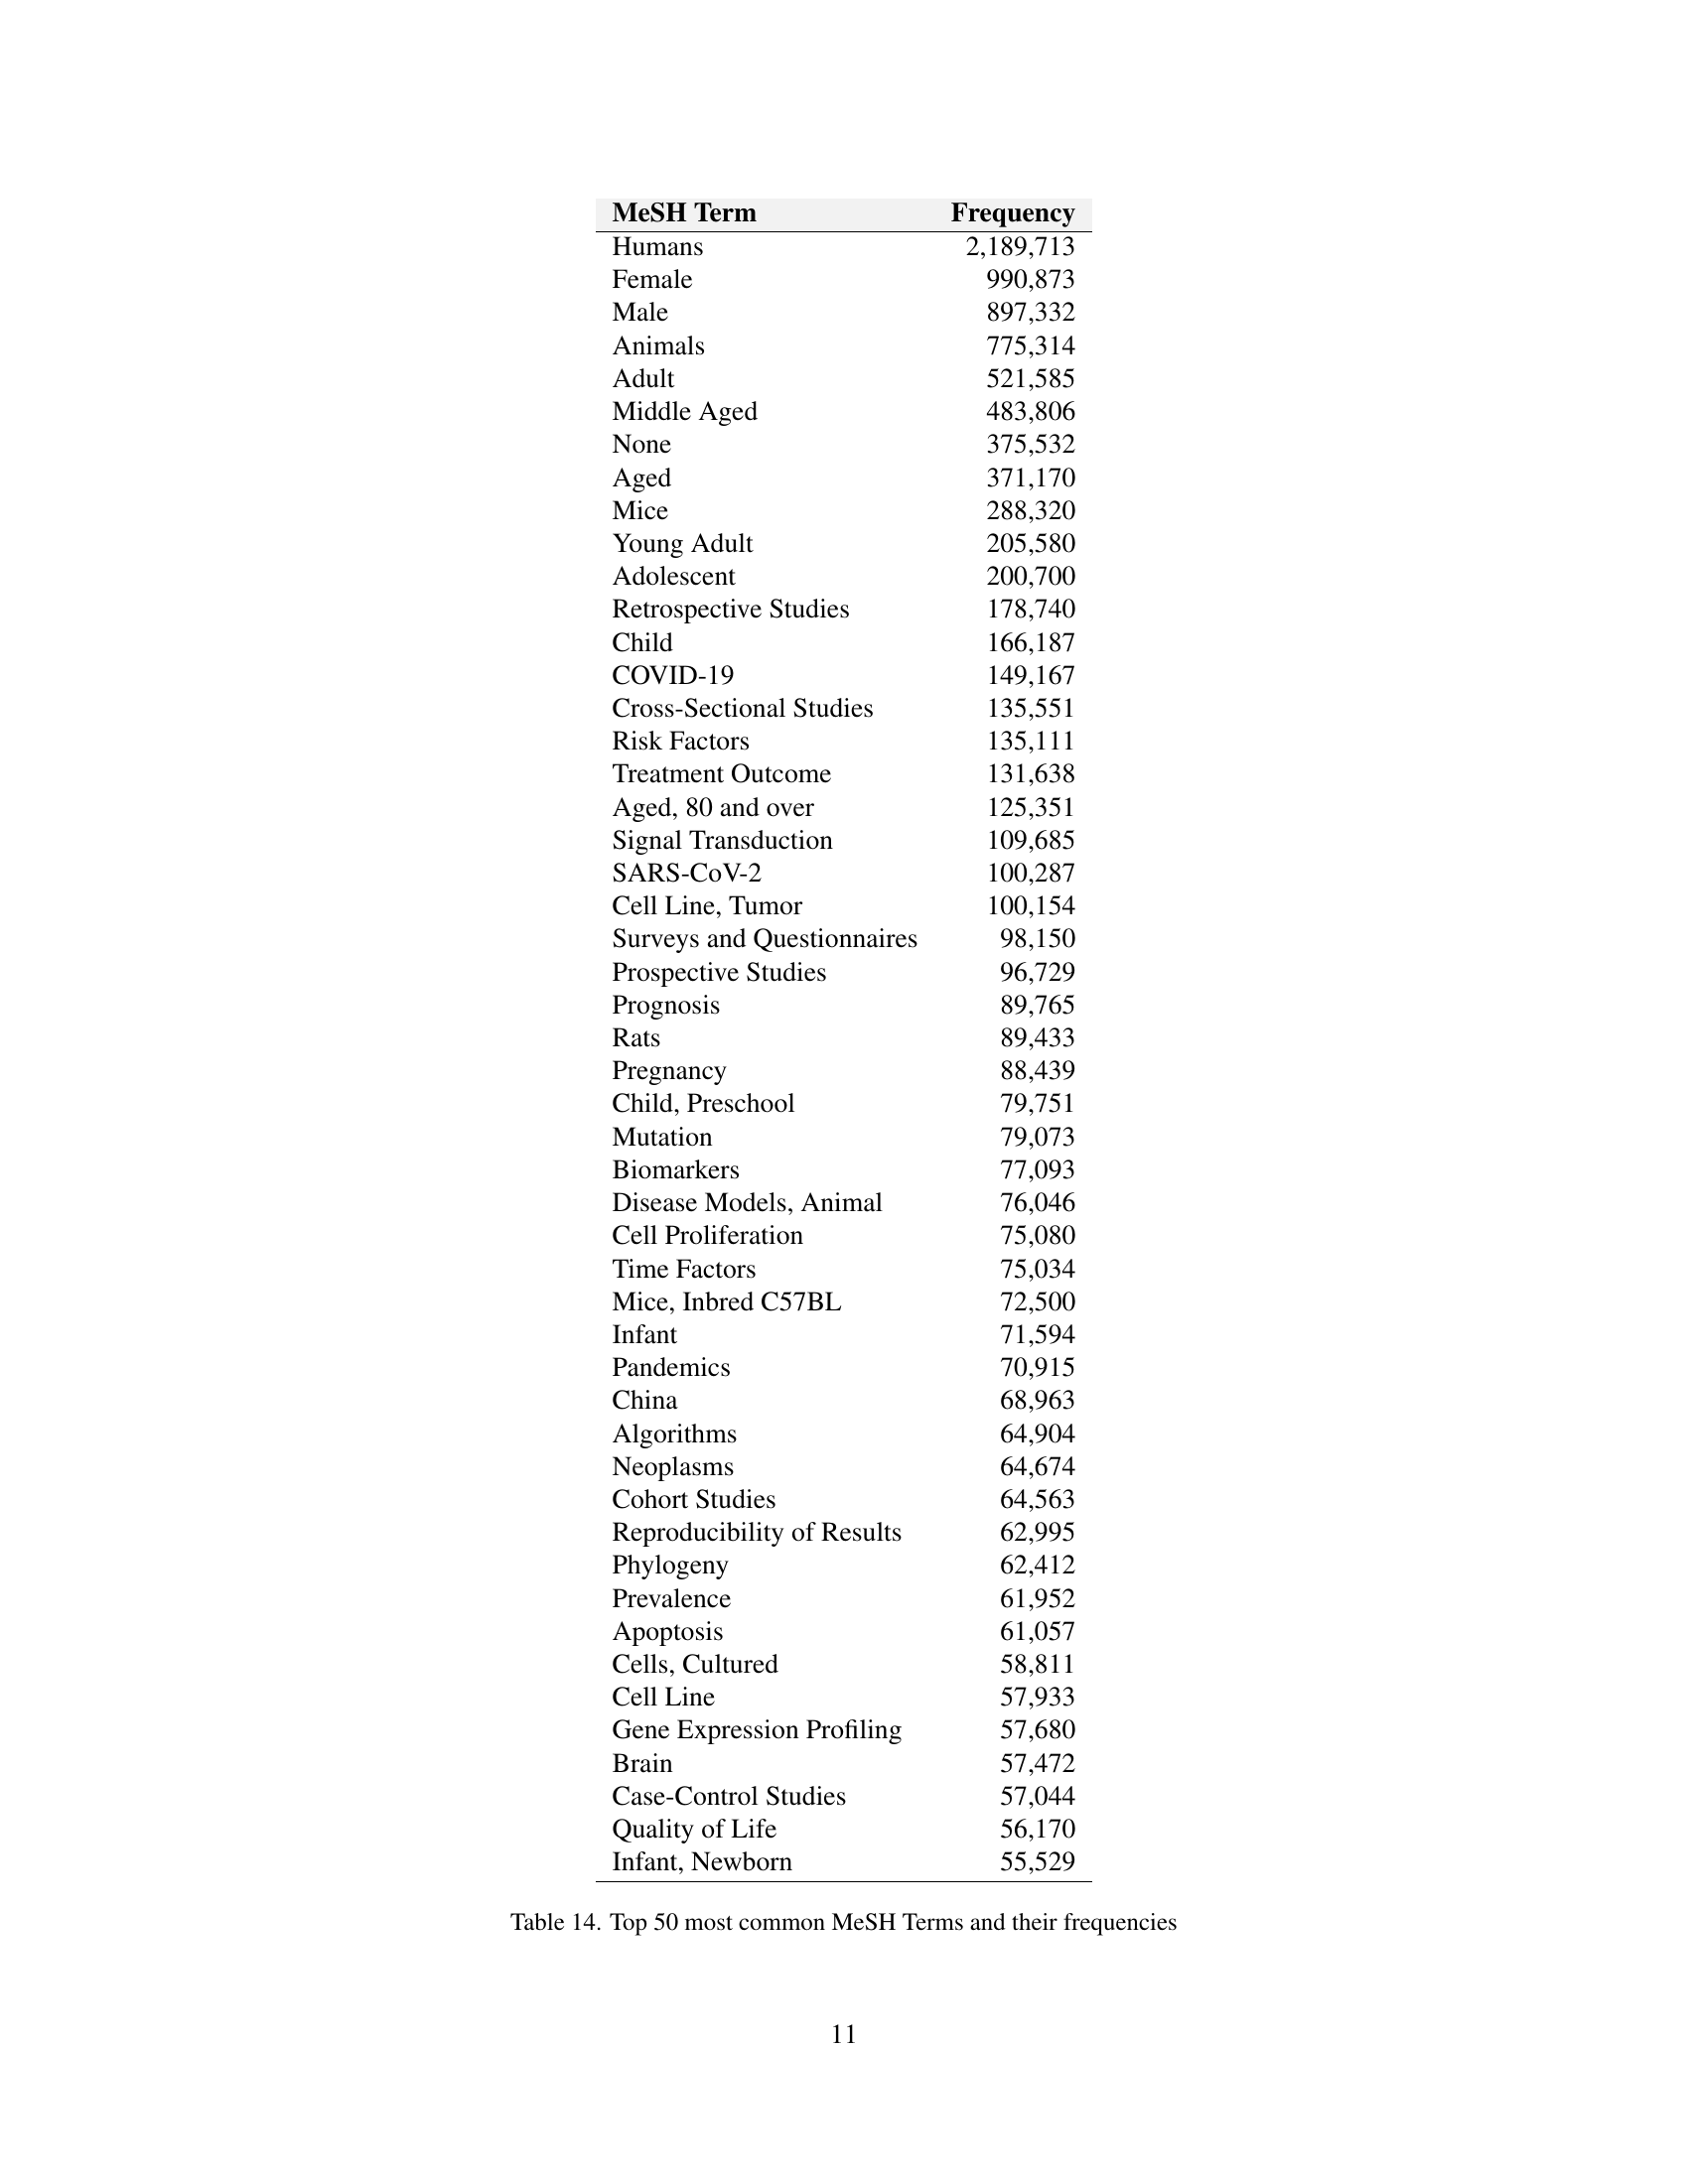 MeSH Term Frequency
Humans 2,189,713
Female 990,873
Male 897,332
Animals 775,314
Adult 521,585
Middle Aged 483,806
None 375,532
Aged 371,170
Mice 288,320
Young Adult 205,580
Adolescent 200,700
Retrospective Studies 178,740
Child 166,187
COVID-19 149,167
Cross-Sectional Studies 135,551
Risk Factors 135,111
Treatment Outcome 131,638
Aged, 80 and over 125,351
Signal Transduction 109,685
SARS-CoV-2 100,287
Cell Line, Tumor 100,154
Surveys and Questionnaires 98,150
Prospective Studies 96,729
Prognosis 89,765
Rats 89,433
Pregnancy 88,439
Child, Preschool 79,751
Mutation 79,073
Biomarkers 77,093
Disease Models, Animal 76,046
Cell Proliferation 75,080
Time Factors 75,034
Mice, Inbred C57BL 72,500
Infant 71,594
Pandemics 70,915
China 68,963
Algorithms 64,904
Neoplasms 64,674
Cohort Studies 64,563
Reproducibility of Results 62,995
Phylogeny 62,412
Prevalence 61,952
Apoptosis 61,057
Cells, Cultured 58,811
Cell Line 57,933
Gene Expression Profiling 57,680
Brain 57,472
Case-Control Studies 57,044
Quality of Life 56,170
Infant, Newborn 55,529
Table 14. Top 50 most common MeSH Terms and their frequencies
11